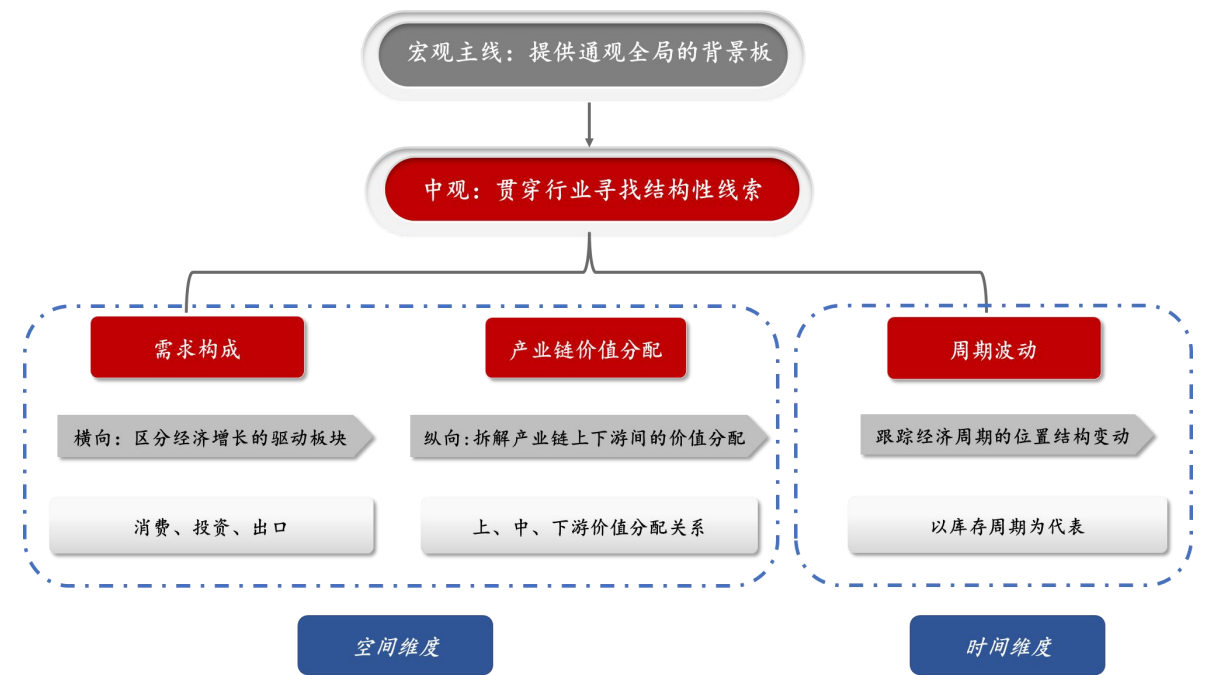 宏观主线：提供通观全局的背景板
中观：贯穿行业寻找结构性线索
需求构成
产业链价值分配
周期波动
横向：区分经济增长的驱动板块
纵向:拆解产业链上下游间的价值分配
跟踪经济周期的位置结构变动
消费、投资、出口
上、中、下游价值分配关系
以库存周期为代表
空间维度
时间维度